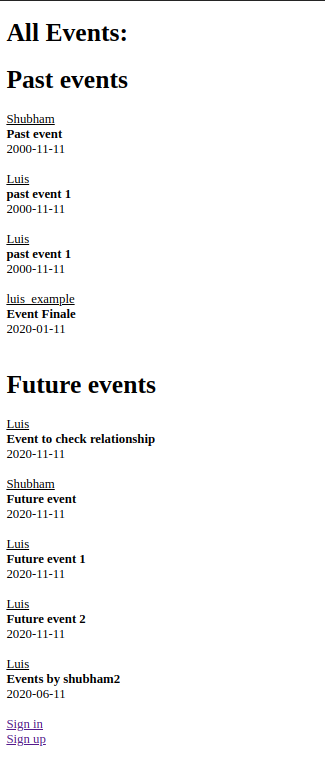 All Events:
Past events
Shubham
Past event
2000-11-11
Luis
past event 1
2000-11-11
Luis
past event 1
2000-11-11
luis_example
Event Finale
2020-01-11
Future events
Luis
Event to check relationship
2020-11-11
Shubham
Future event
2020-11-11
Luis
Future event 1
2020-11-11
Luis
Future event 2
2020-11-11
Luis
Events by shubham2
2020-06-11
Sign in
Sign up